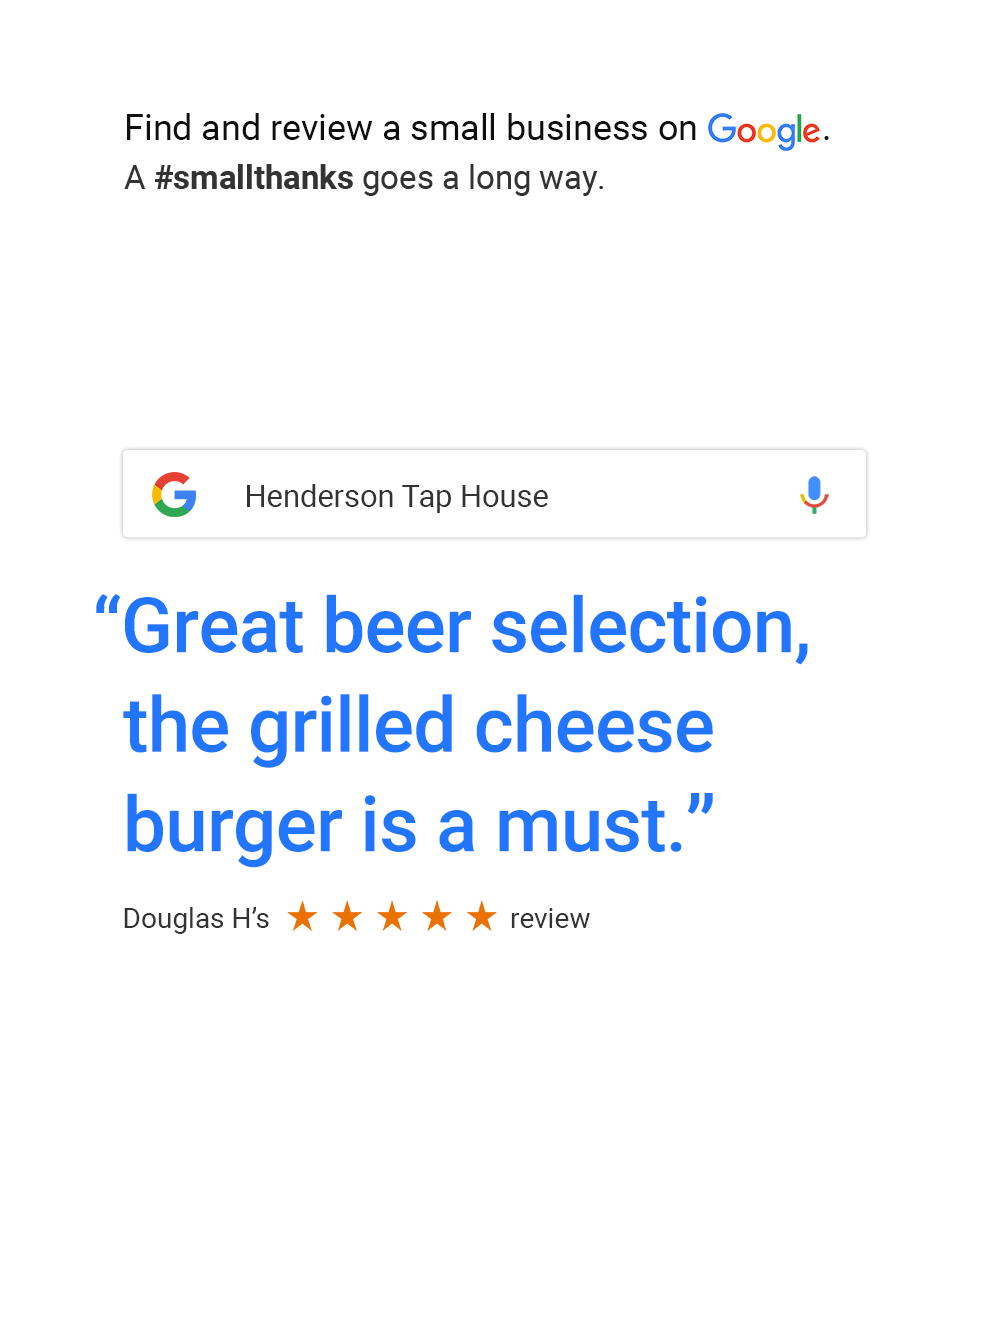 Find and review a small business on Google.
A #smallthanks goes a long way.
G Henderson Tap House
“Great beer selection,
the grilled cheese
burger is a must.”
Douglas H’s ★ ★ ★ ★ ★ review